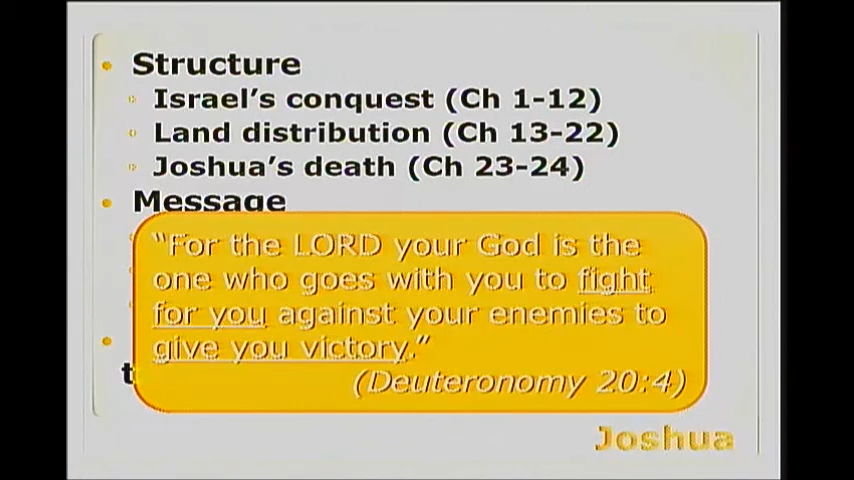 Structure
Israel's conquest (Ch 1-12)
Land distribution (Ch 13-22)
Joshua's death (Ch 23-24)
Message
"For the LORD your God is the
one who goes with you to fight
for you against your enemies to
give you victory."
(Deuteronomy 20:4)
Joshua